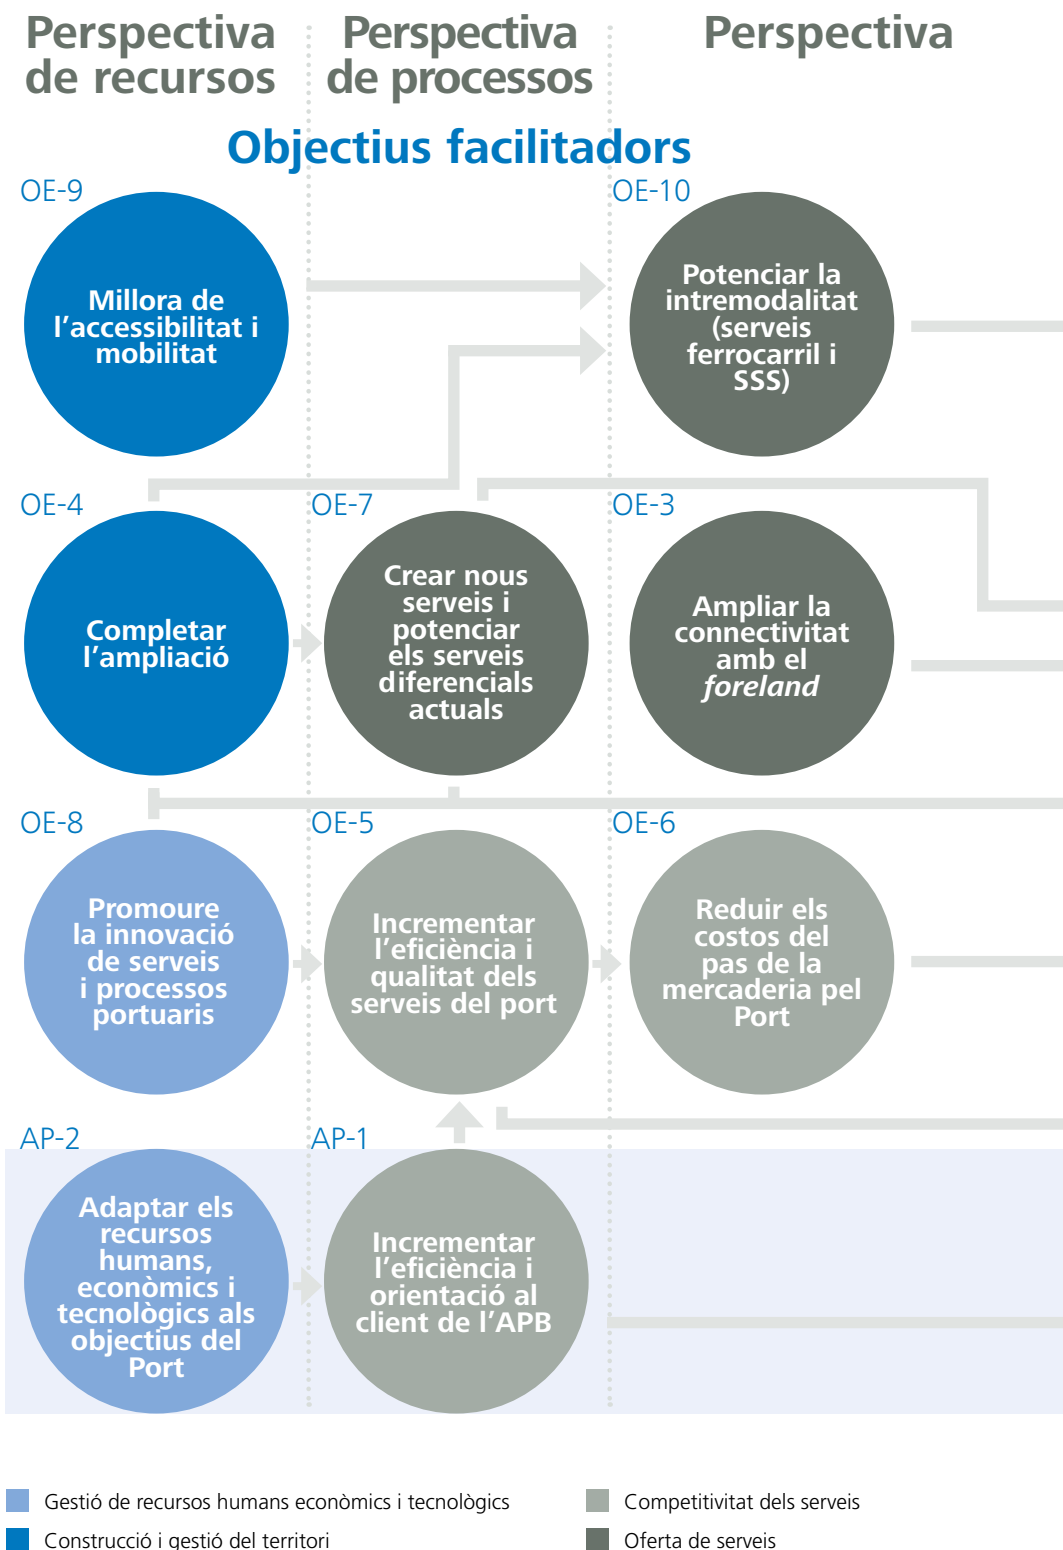 Perspectiva
de recursos
Perspectiva
de processos
Perspectiva
Objectius facilitadors
OE-9
Millora de
l'accessibilitat i
mobilitat
OE-10
Potenciar la
intremodalitat
(serveis
ferrocarril i
SSS)
OE-4
Completar
l'ampliació
OE-7
Crear nous
serveis i
potenciar
els serveis
diferencials
actuals
OE-3
Ampliar la
connectivitat
amb el
foreland
OE-8
Promoure
la innovació
de serveis
i processos
portuaris
OE-5
Incrementar
l'eficiència i
qualitat dels
serveis del port
OE-6
Reduir els
costos del
pas de la
mercaderia pel
Port
AP-2
Adaptar els
recursos
humans,
econòmics i
tecnològics als
objectius del
Port
AP-1
Incrementar
l'eficiència i
orientació al
client de l'APB
Gestió de recursos humans econòmics i tecnològics
Construcció i gestió del territori
Competitivitat dels serveis
Oferta de serveis